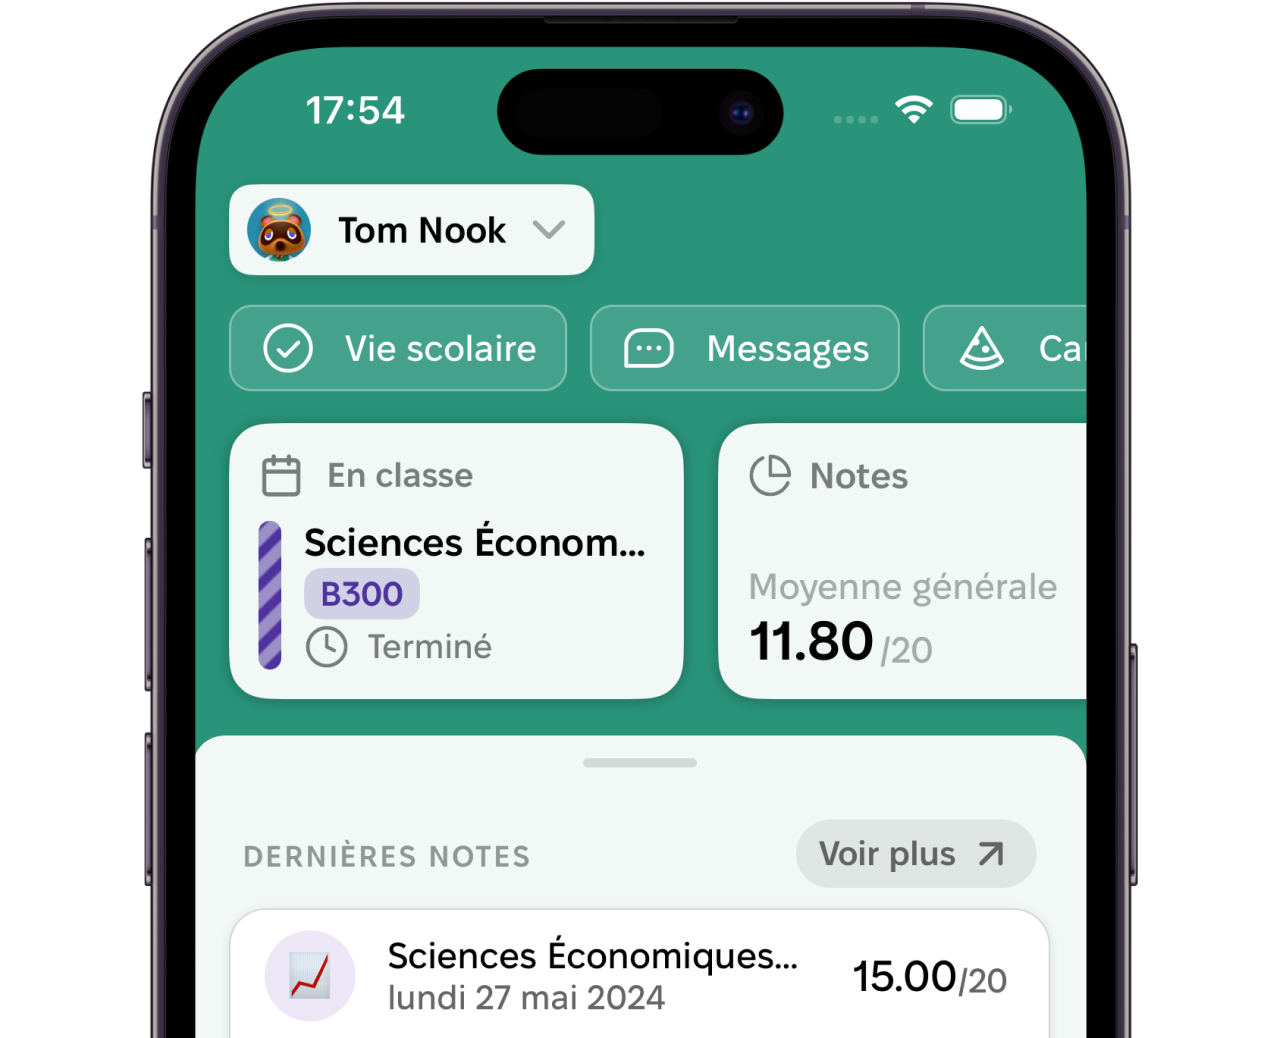 17:54
Tom Nook
Vie scolaire
Messages
En classe
Sciences Économ...
B300
Terminé
Notes
Moyenne générale
11.80 /20
DERNIÈRES NOTES
Voir plus
Sciences Économiques...
lundi 27 mai 2024
15.00/20